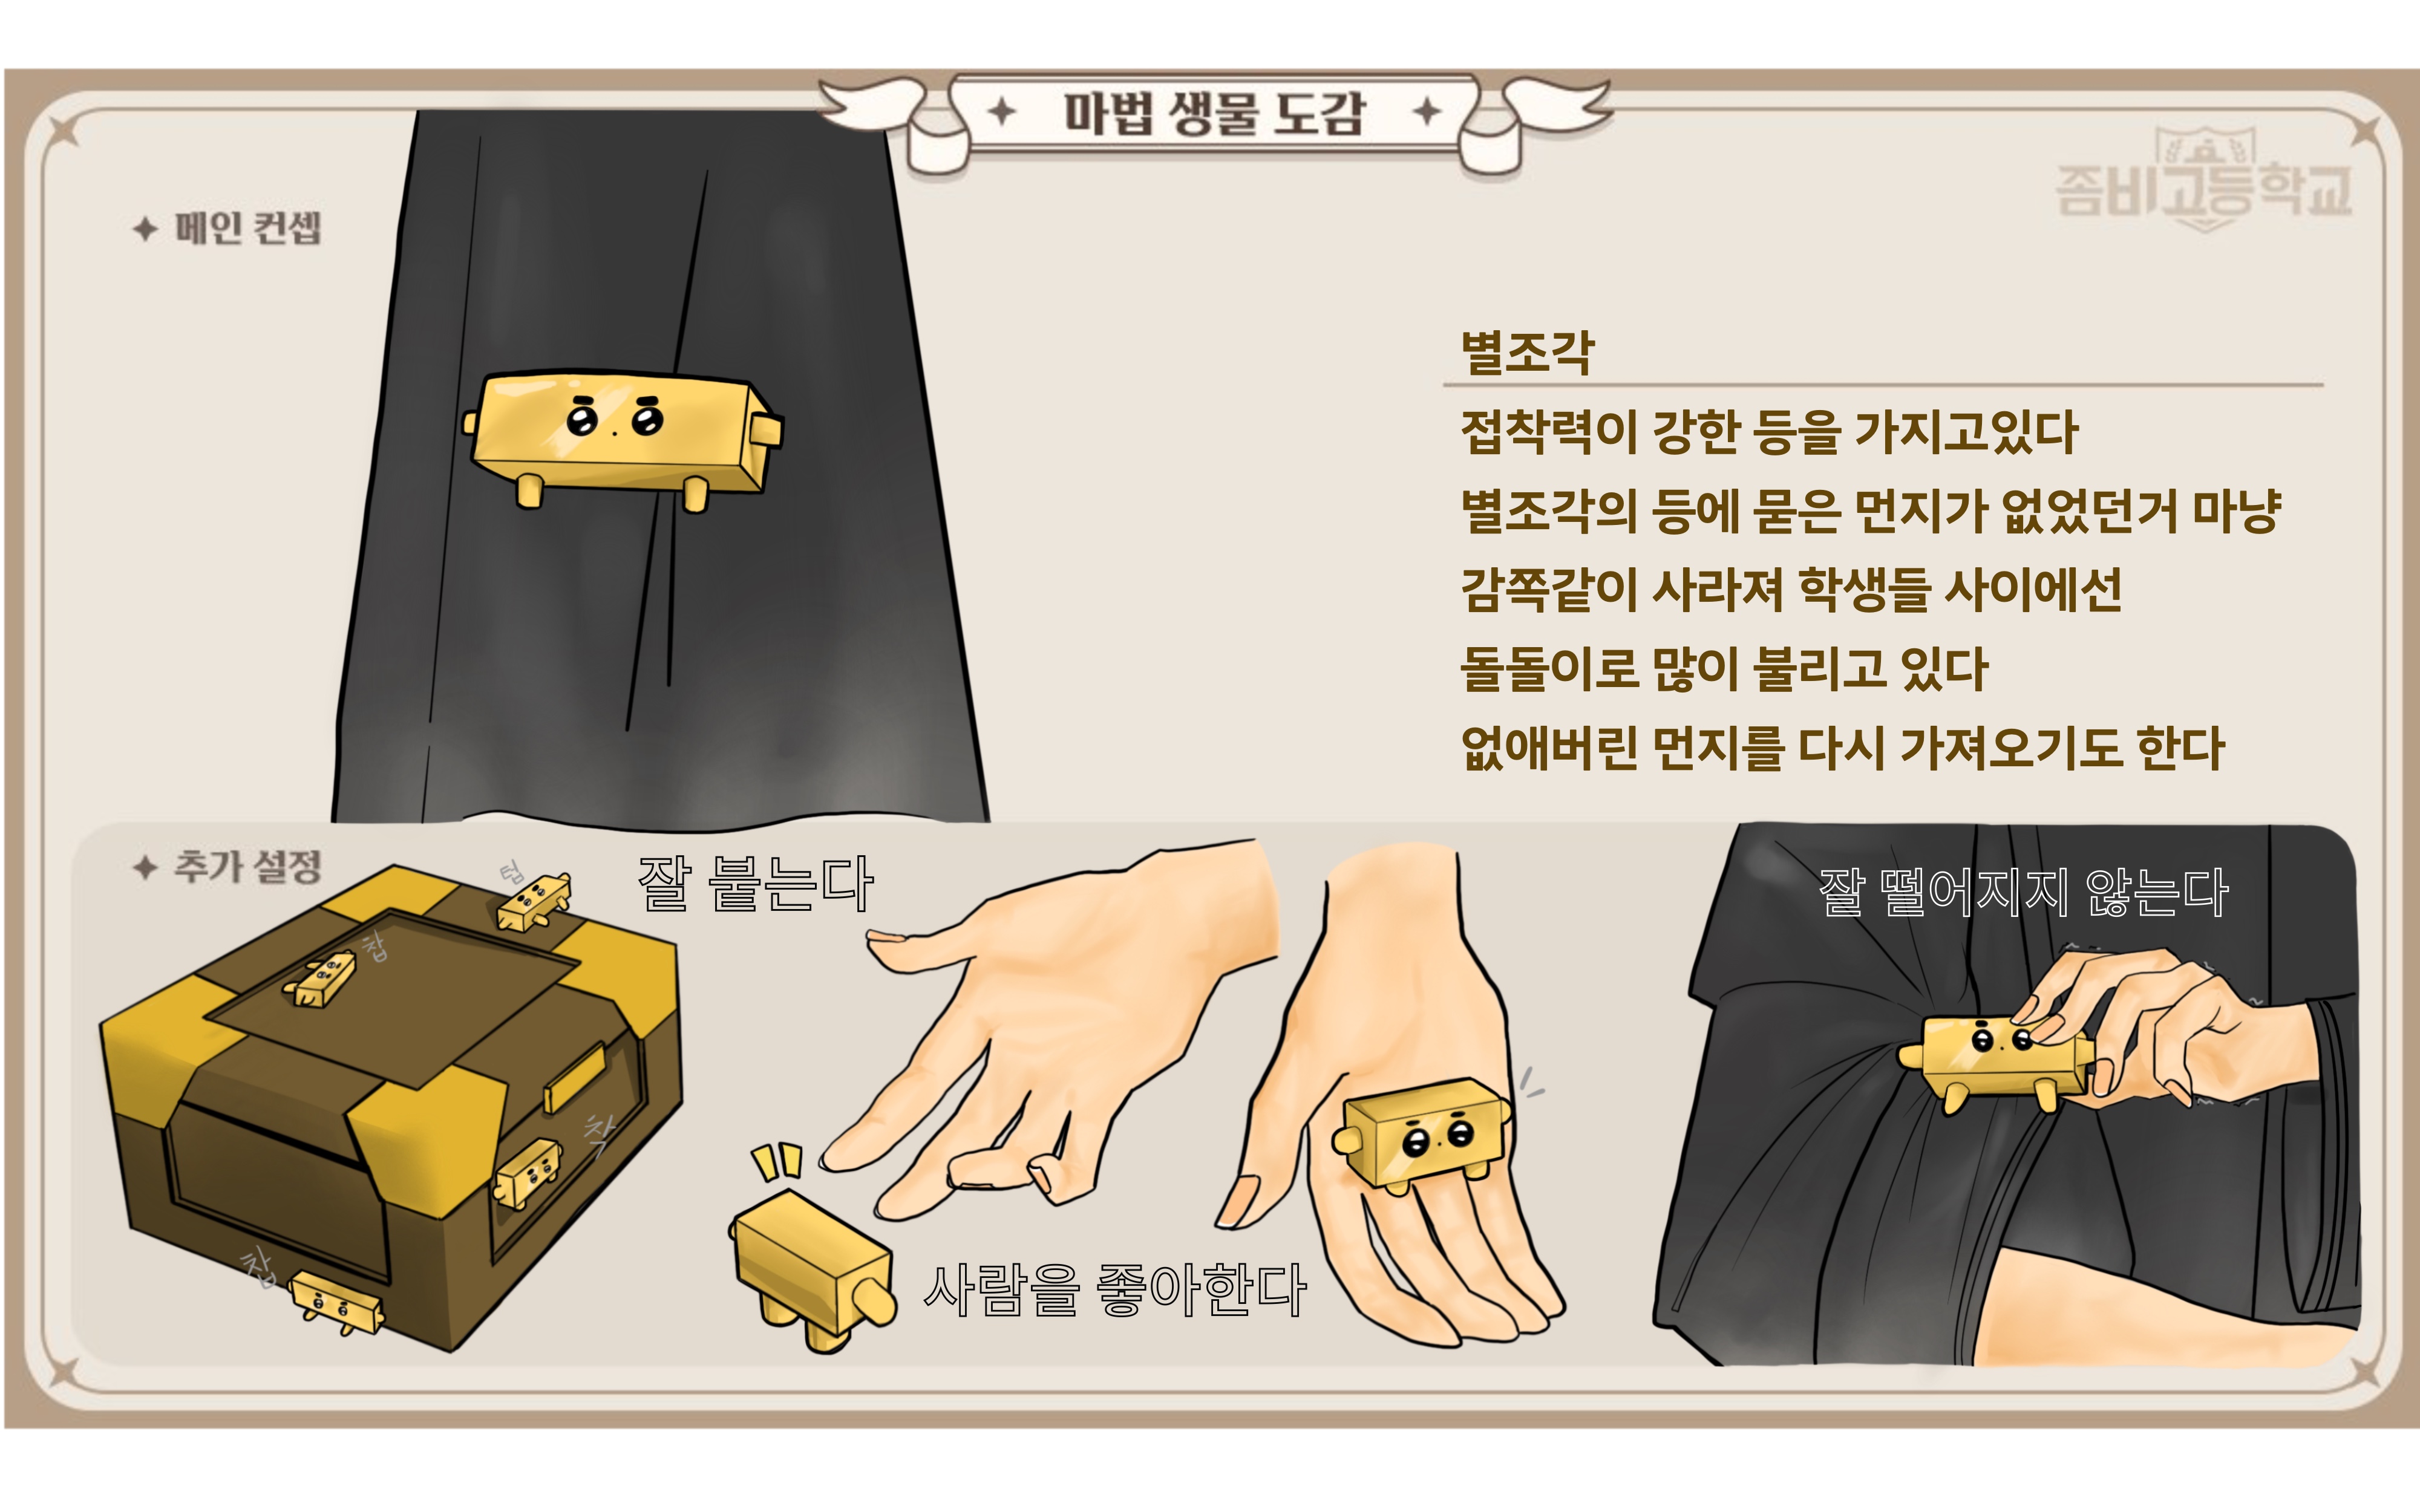 마법 생물 도감
좀비고등학교
메인 컨셉
별조각
접착력이 강한 등을 가지고있다
별조각의 등에 묻은 먼지가 없었던거 마냥
감쪽같이 사라져 학생들 사이에선
돌돌이로 많이 불리고 있다
없애버린 먼지를 다시 가져오기도 한다
추가 설정
텁
잘 붙는다
잘 떨어지지 않는다
찹
착
찹
사람을 좋아한다